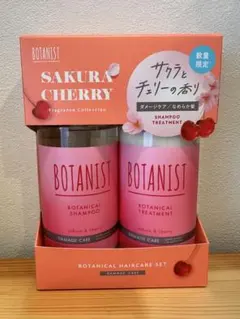 BOTANIST
SAKURA
CHERRY
Fragrance Collection
数量
限定
サクラと
チェリーの香り
ダメージケア／なめらか髪
SHAMPOO
TREATMENT
BOTANIST
BOTANICAL
SHAMPOO
DAMAGE CARE
BOTANIST
BOTANICAL
TREATMENT
DAMAGE CARE
BOTANICAL HAIRCARE SET
DAMAGE CARE